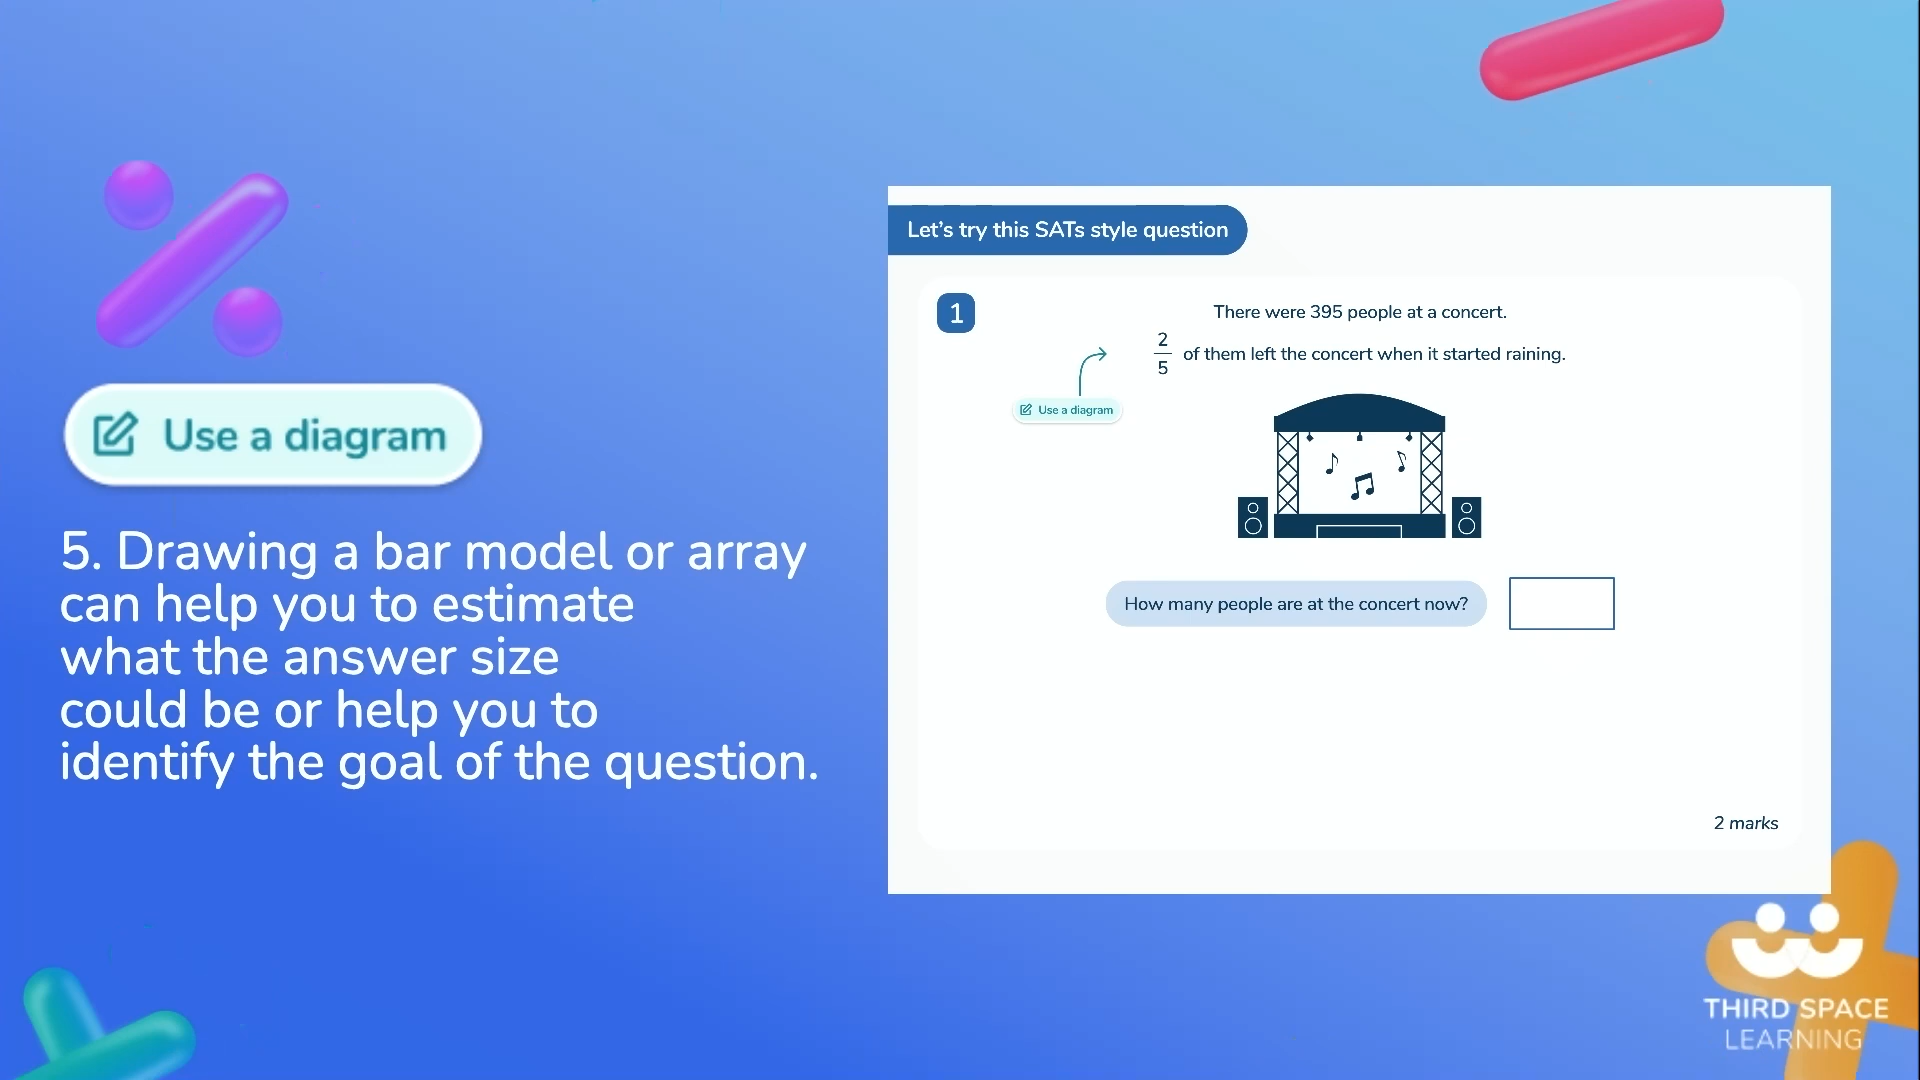 Use a diagram
5. Drawing a bar model or array
can help you to estimate
what the answer size
could be or help you to
identify the goal of the question.
Let's try this SATs style question
1
There were 395 people at a concert.
2
5
of them left the concert when it started raining.
Use a diagram
How many people are at the concert now?
2 marks
THIRD SPACE
LEARNING